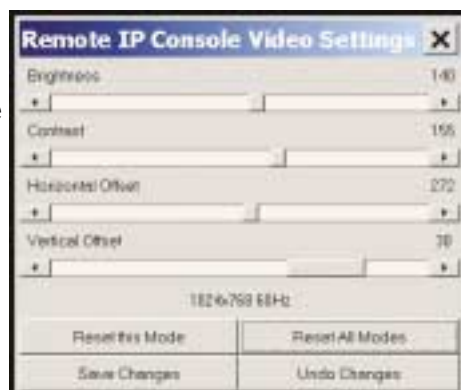 Remote IP Console Video Settings
Brightness 140
Contrast 155
Horizontal Offset 272
Vertical Offset
1024x768 60Hz
Reset this Mode Reset All Modes
Save Changes Undo Changes